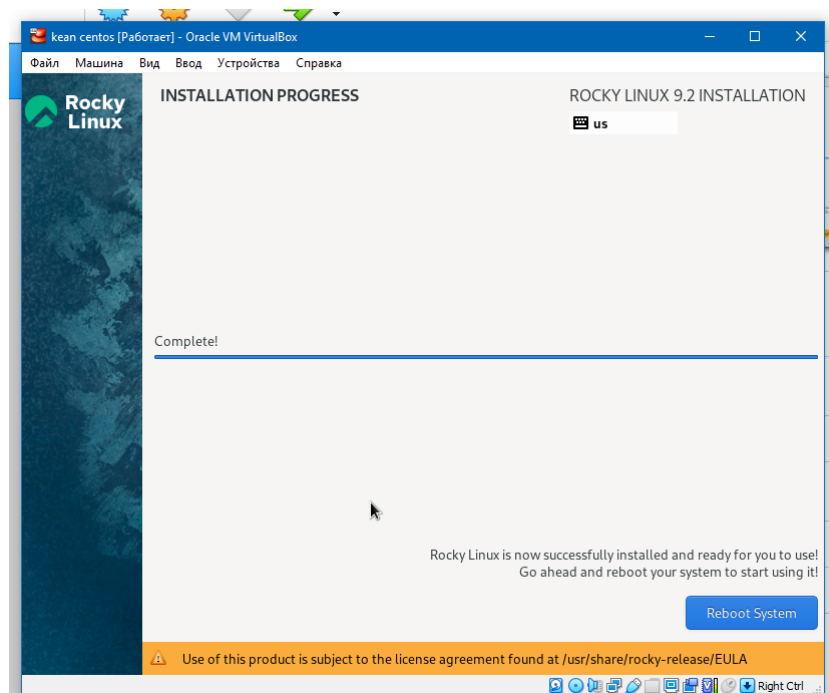 kean centos [Работает] - Oracle VM VirtualBox
Файл Машина Вид Ввод Устройства Справка
Rocky
Linux
INSTALLATION PROGRESS
ROCKY LINUX 9.2 INSTALLATION
us
Complete!
Rocky Linux is now successfully installed and ready for you to use!
Go ahead and reboot your system to start using it!
Reboot System
Use of this product is subject to the license agreement found at /usr/share/rocky-release/EULA
Right Ctrl